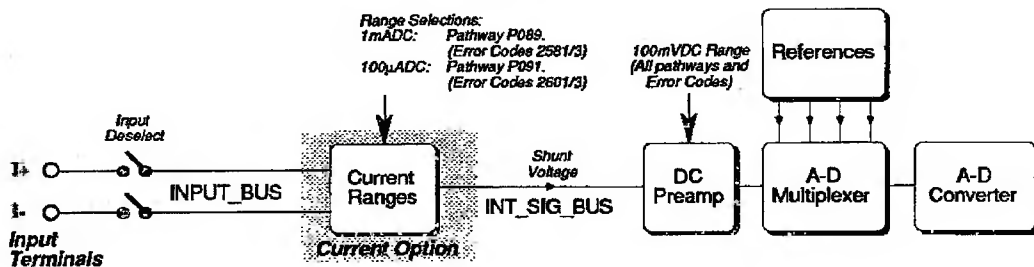 Range Selections:
1mADC: Pathway P089.
(Error Codes 2581/3)
100µADC: Pathway P091.
(Error Codes 2601/3)
100mVDC Range
(All pathways and
Error Codes)
References
Input
Deselect
I+
I-
INPUT_BUS
Current
Ranges
Current Option
Shunt
Voltage
INT_SIG_BUS
DC
Preamp
A-D
Multiplexer
A-D
Converter
Input
Terminals